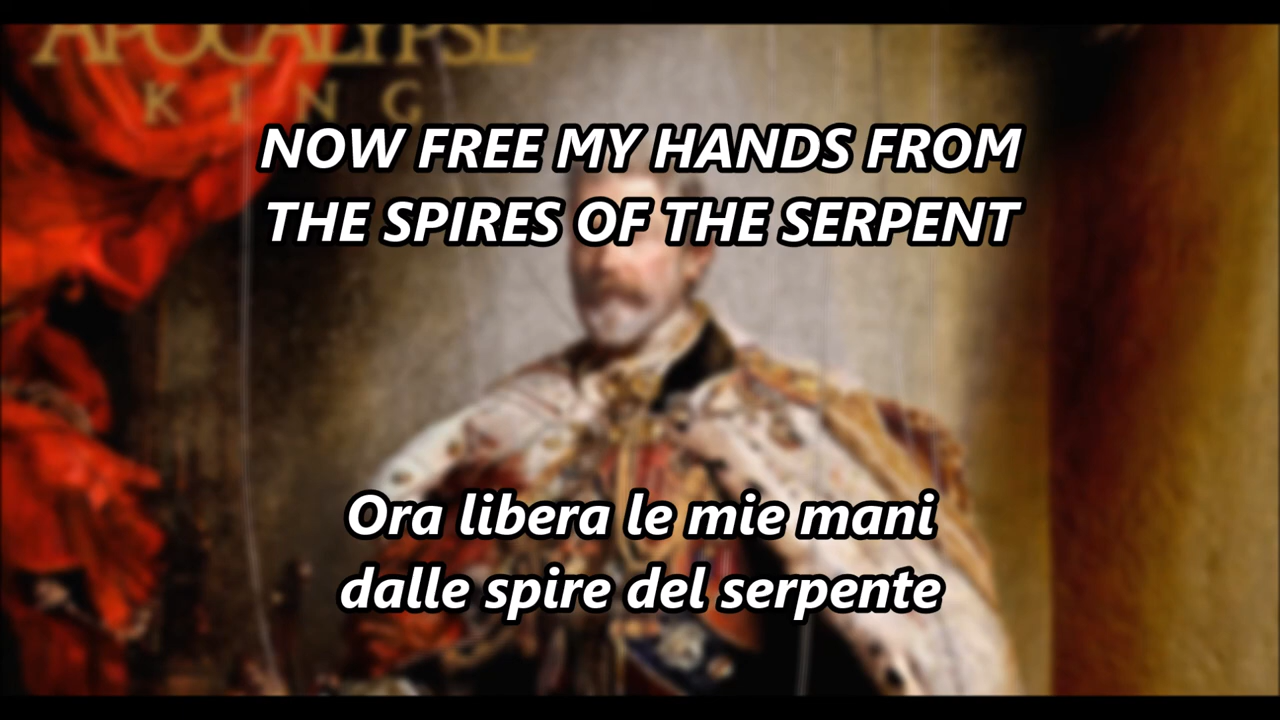 APOCALYPSE
KING
NOW FREE MY HANDS FROM
THE SPIRES OF THE SERPENT
Ora libera le mie mani
dalle spire del serpente